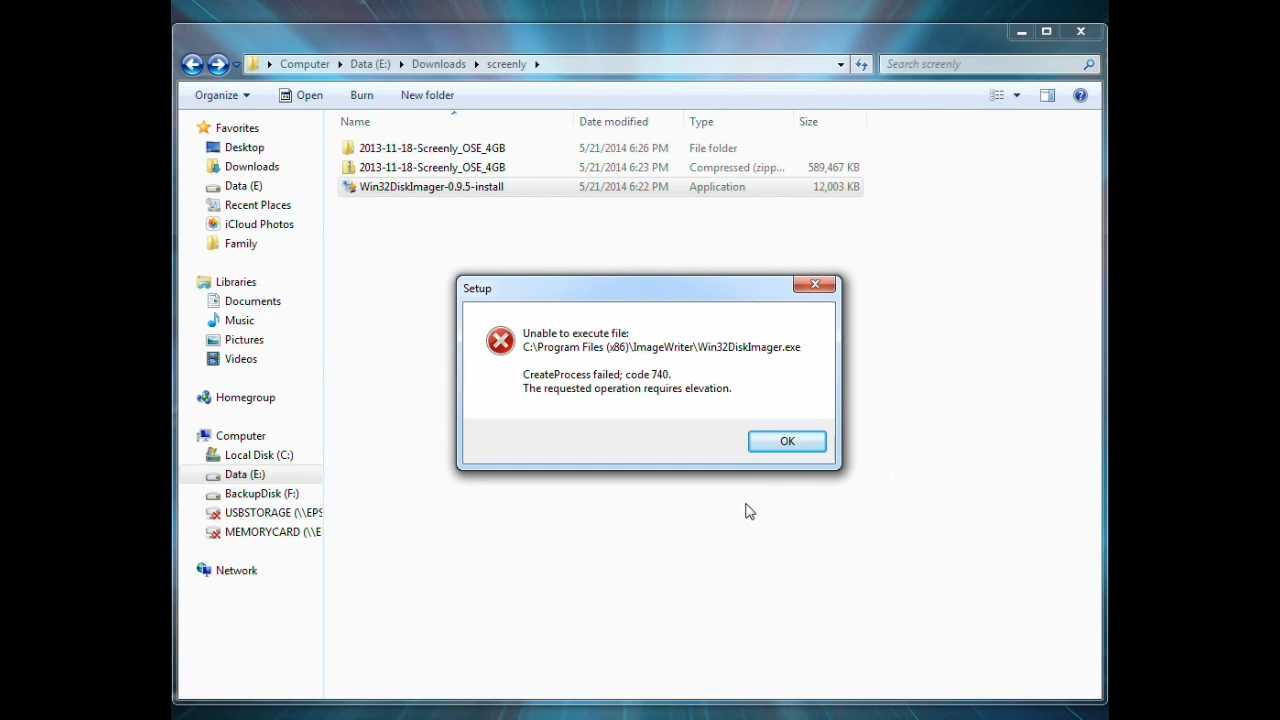 Computer Data (E:) Downloads screenly
Search screenly
Organize Open Burn New folder
Name Date modified Type Size
2013-11-18-Screenly_OSE_4GB 5/21/2014 6:26 PM File folder
2013-11-18-Screenly_OSE_4GB 5/21/2014 6:23 PM Compressed (zipp... 589,467 KB
Win32DiskImager-0.9.5-install 5/21/2014 6:22 PM Application 12,003 KB
Favorites
Desktop
Downloads
Data (E)
Recent Places
iCloud Photos
Family
Libraries
Documents
Music
Pictures
Videos
Homegroup
Computer
Local Disk (C:)
Data (E:)
BackupDisk (F:)
USBSTORAGE (\\EPS
MEMORYCARD (\\E
Network
Setup
Unable to execute file:
C:\Program Files (x86)\ImageWriter\Win32DiskImager.exe
CreateProcess failed; code 740.
The requested operation requires elevation.
OK